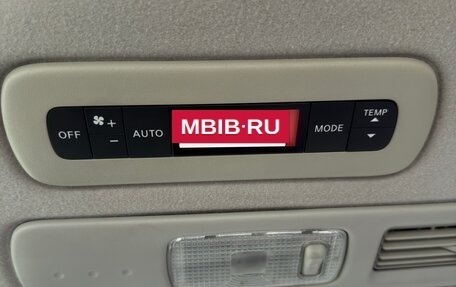 OFF
+
−
AUTO
MBIB·RU
MODE
TEMP